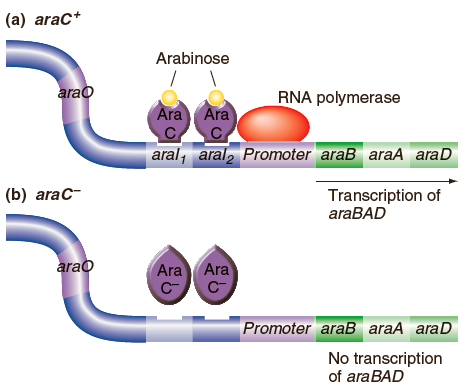 (a) araC+
Arabinose
araO
Ara
C
Ara
C
RNA polymerase
araI1 araI2 Promoter araB araA araD
Transcription of
araBAD
(b) araC–
araO
Ara
C–
Ara
C–
Promoter araB araA araD
No transcription
of araBAD